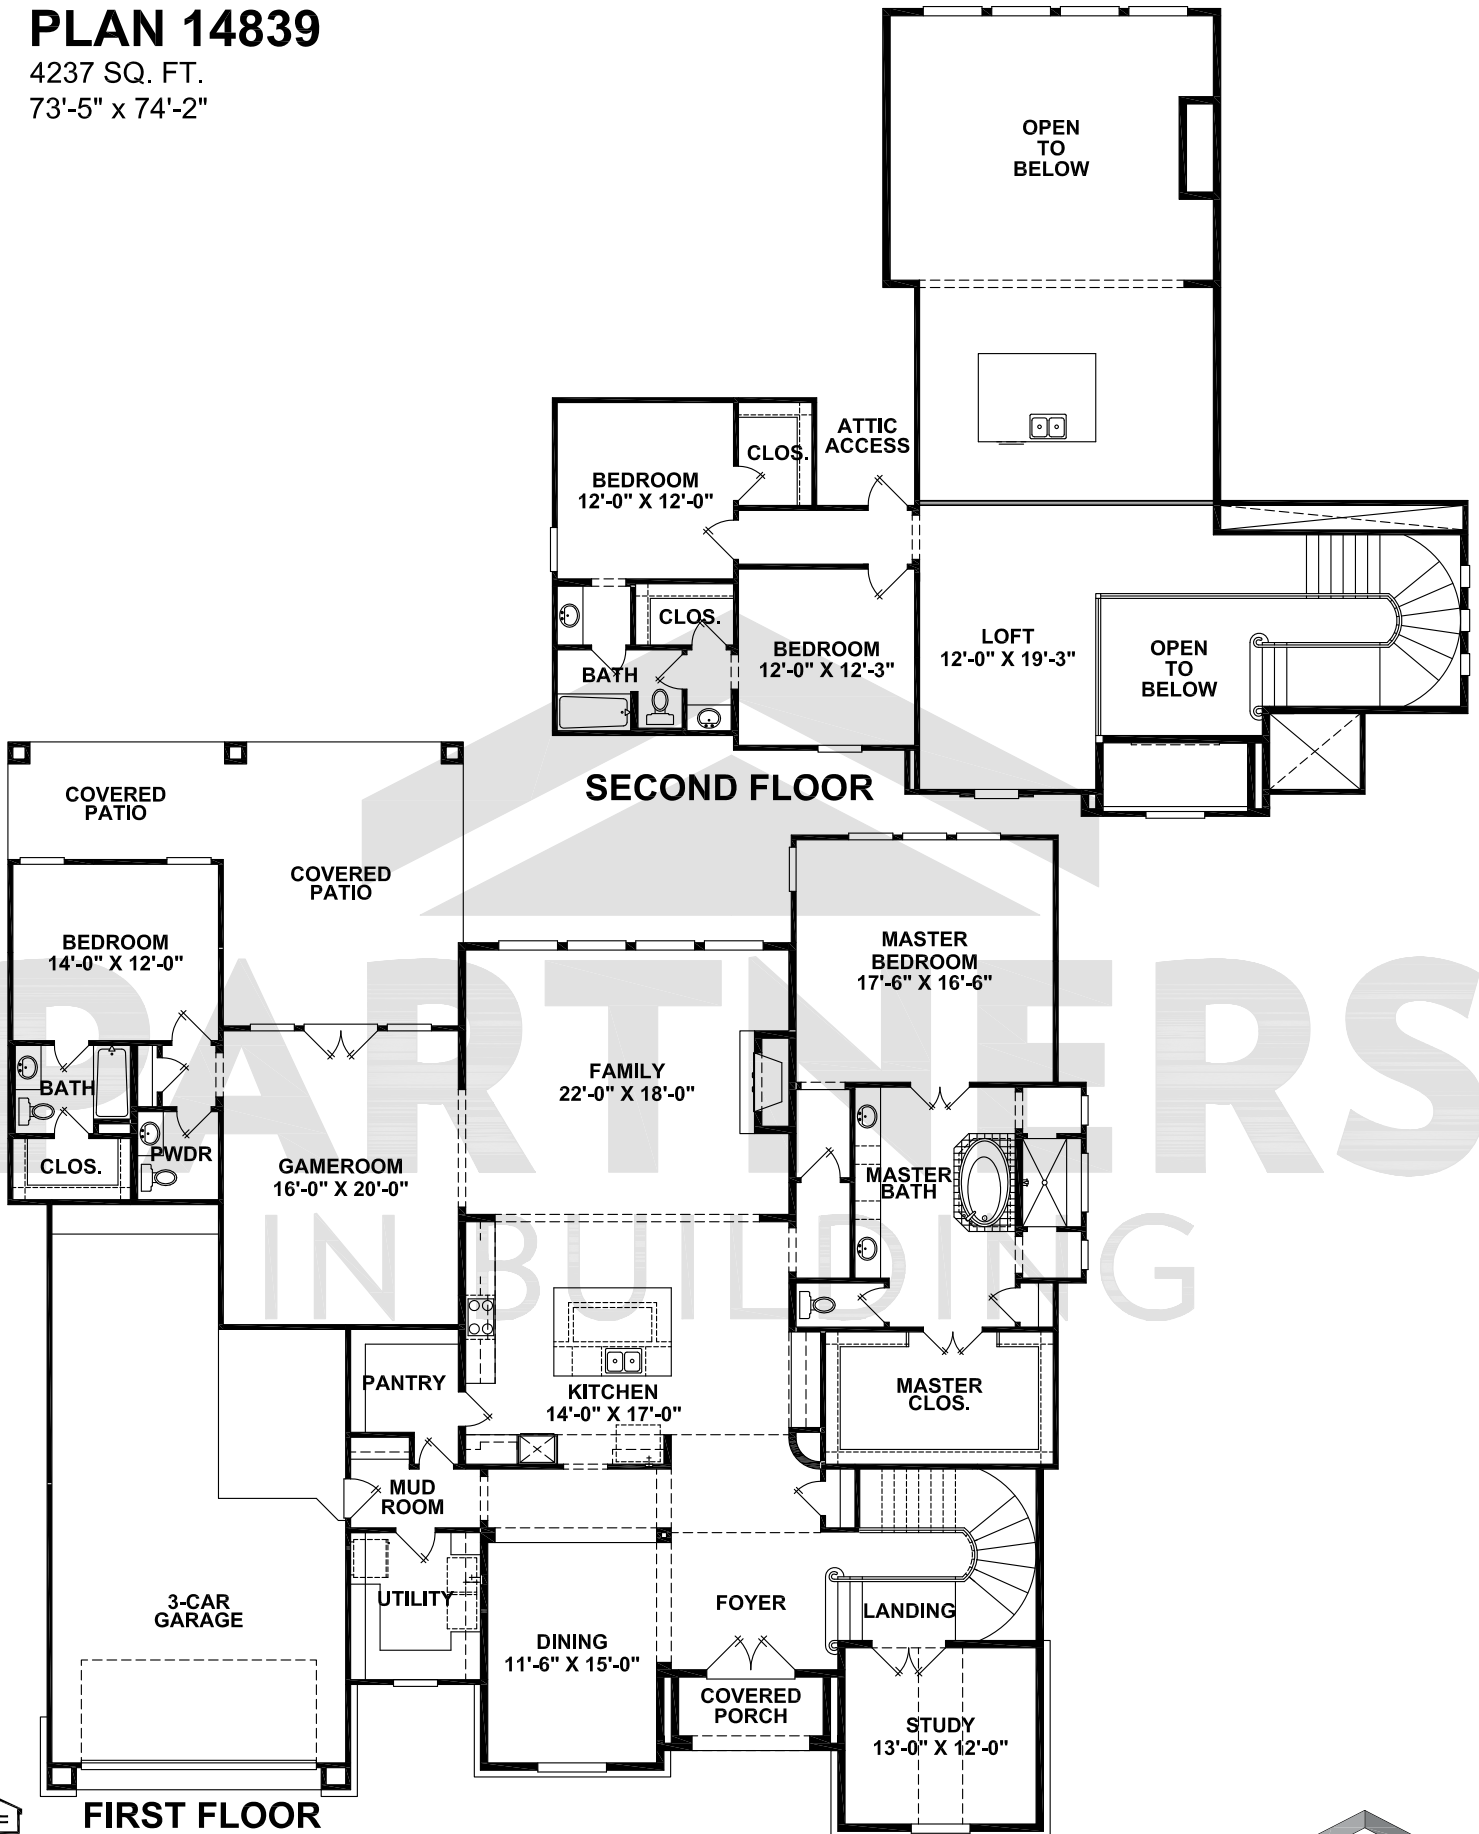 PLAN 14839
4237 SQ. FT.
73'-5" x 74'-2"
OPEN
TO
BELOW
ATTIC
ACCESS
CLOS.
BEDROOM
12'-0" X 12'-0"
CLOS.
BATH
BEDROOM
12'-0" X 12'-3"
LOFT
12'-0" X 19'-3"
OPEN
TO
BELOW
SECOND FLOOR
COVERED
PATIO
COVERED
PATIO
BEDROOM
14'-0" X 12'-0"
MASTER
BEDROOM
17'-6" X 16'-6"
PARTNERS
IN BUILDING
FAMILY
22'-0" X 18'-0"
BATH
PWDR
CLOS.
GAMEROOM
16'-0" X 20'-0"
MASTER
BATH
PANTRY
KITCHEN
14'-0" X 17'-0"
MASTER
CLOS.
MUD
ROOM
3-CAR
GARAGE
UTILITY
FOYER
LANDING
DINING
11'-6" X 15'-0"
COVERED
PORCH
STUDY
13'-0" X 12'-0"
FIRST FLOOR